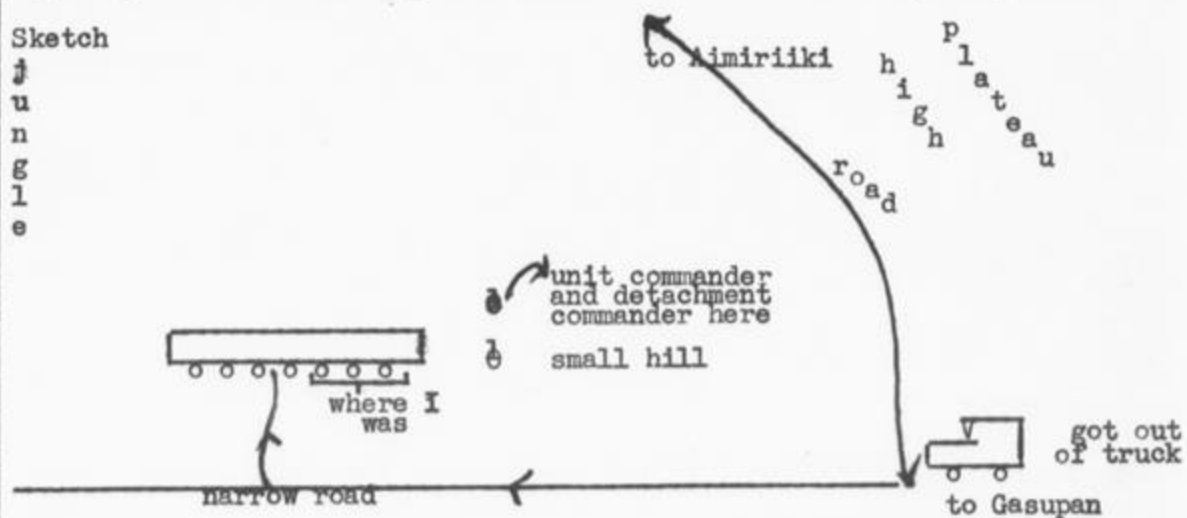 Sketch
jungle
to Aimiriiki
high
plateau
road
unit commander
and detachment
commander here
small hill
where I
was
narrow road
got out
of truck
to Gasupan